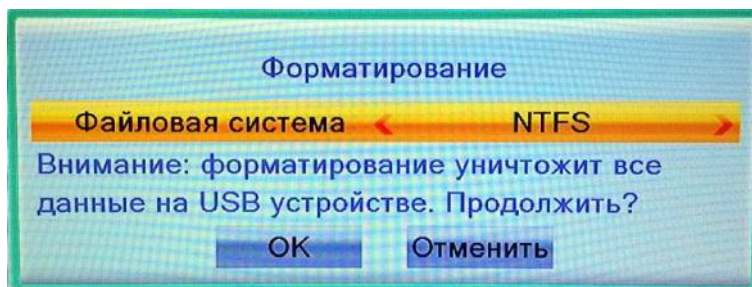 Форматирование
Файловая система NTFS
Внимание: форматирование уничтожит все
данные на USB устройстве. Продолжить?
OK Отменить